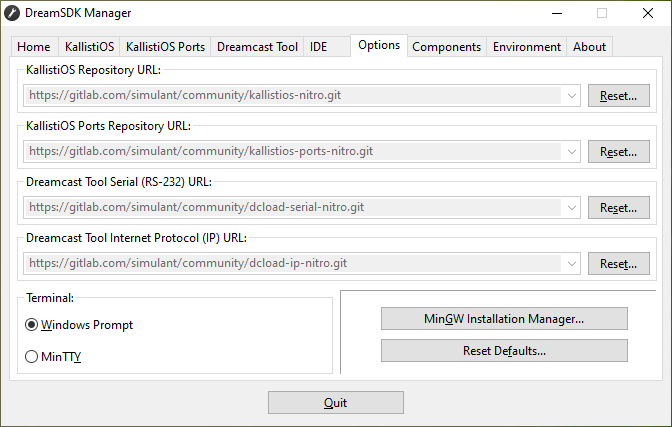 DreamSDK Manager
Home KallistiOS KallistiOS Ports Dreamcast Tool IDE Options Components Environment About
KallistiOS Repository URL:
https://gitlab.com/simulant/community/kallistios-nitro.git Reset...
KallistiOS Ports Repository URL:
https://gitlab.com/simulant/community/kallistios-ports-nitro.git Reset...
Dreamcast Tool Serial (RS-232) URL:
https://gitlab.com/simulant/community/dcload-serial-nitro.git Reset...
Dreamcast Tool Internet Protocol (IP) URL:
https://gitlab.com/simulant/community/dcload-ip-nitro.git Reset...
Terminal:
Windows Prompt
MinTTY
MinGW Installation Manager...
Reset Defaults...
Quit